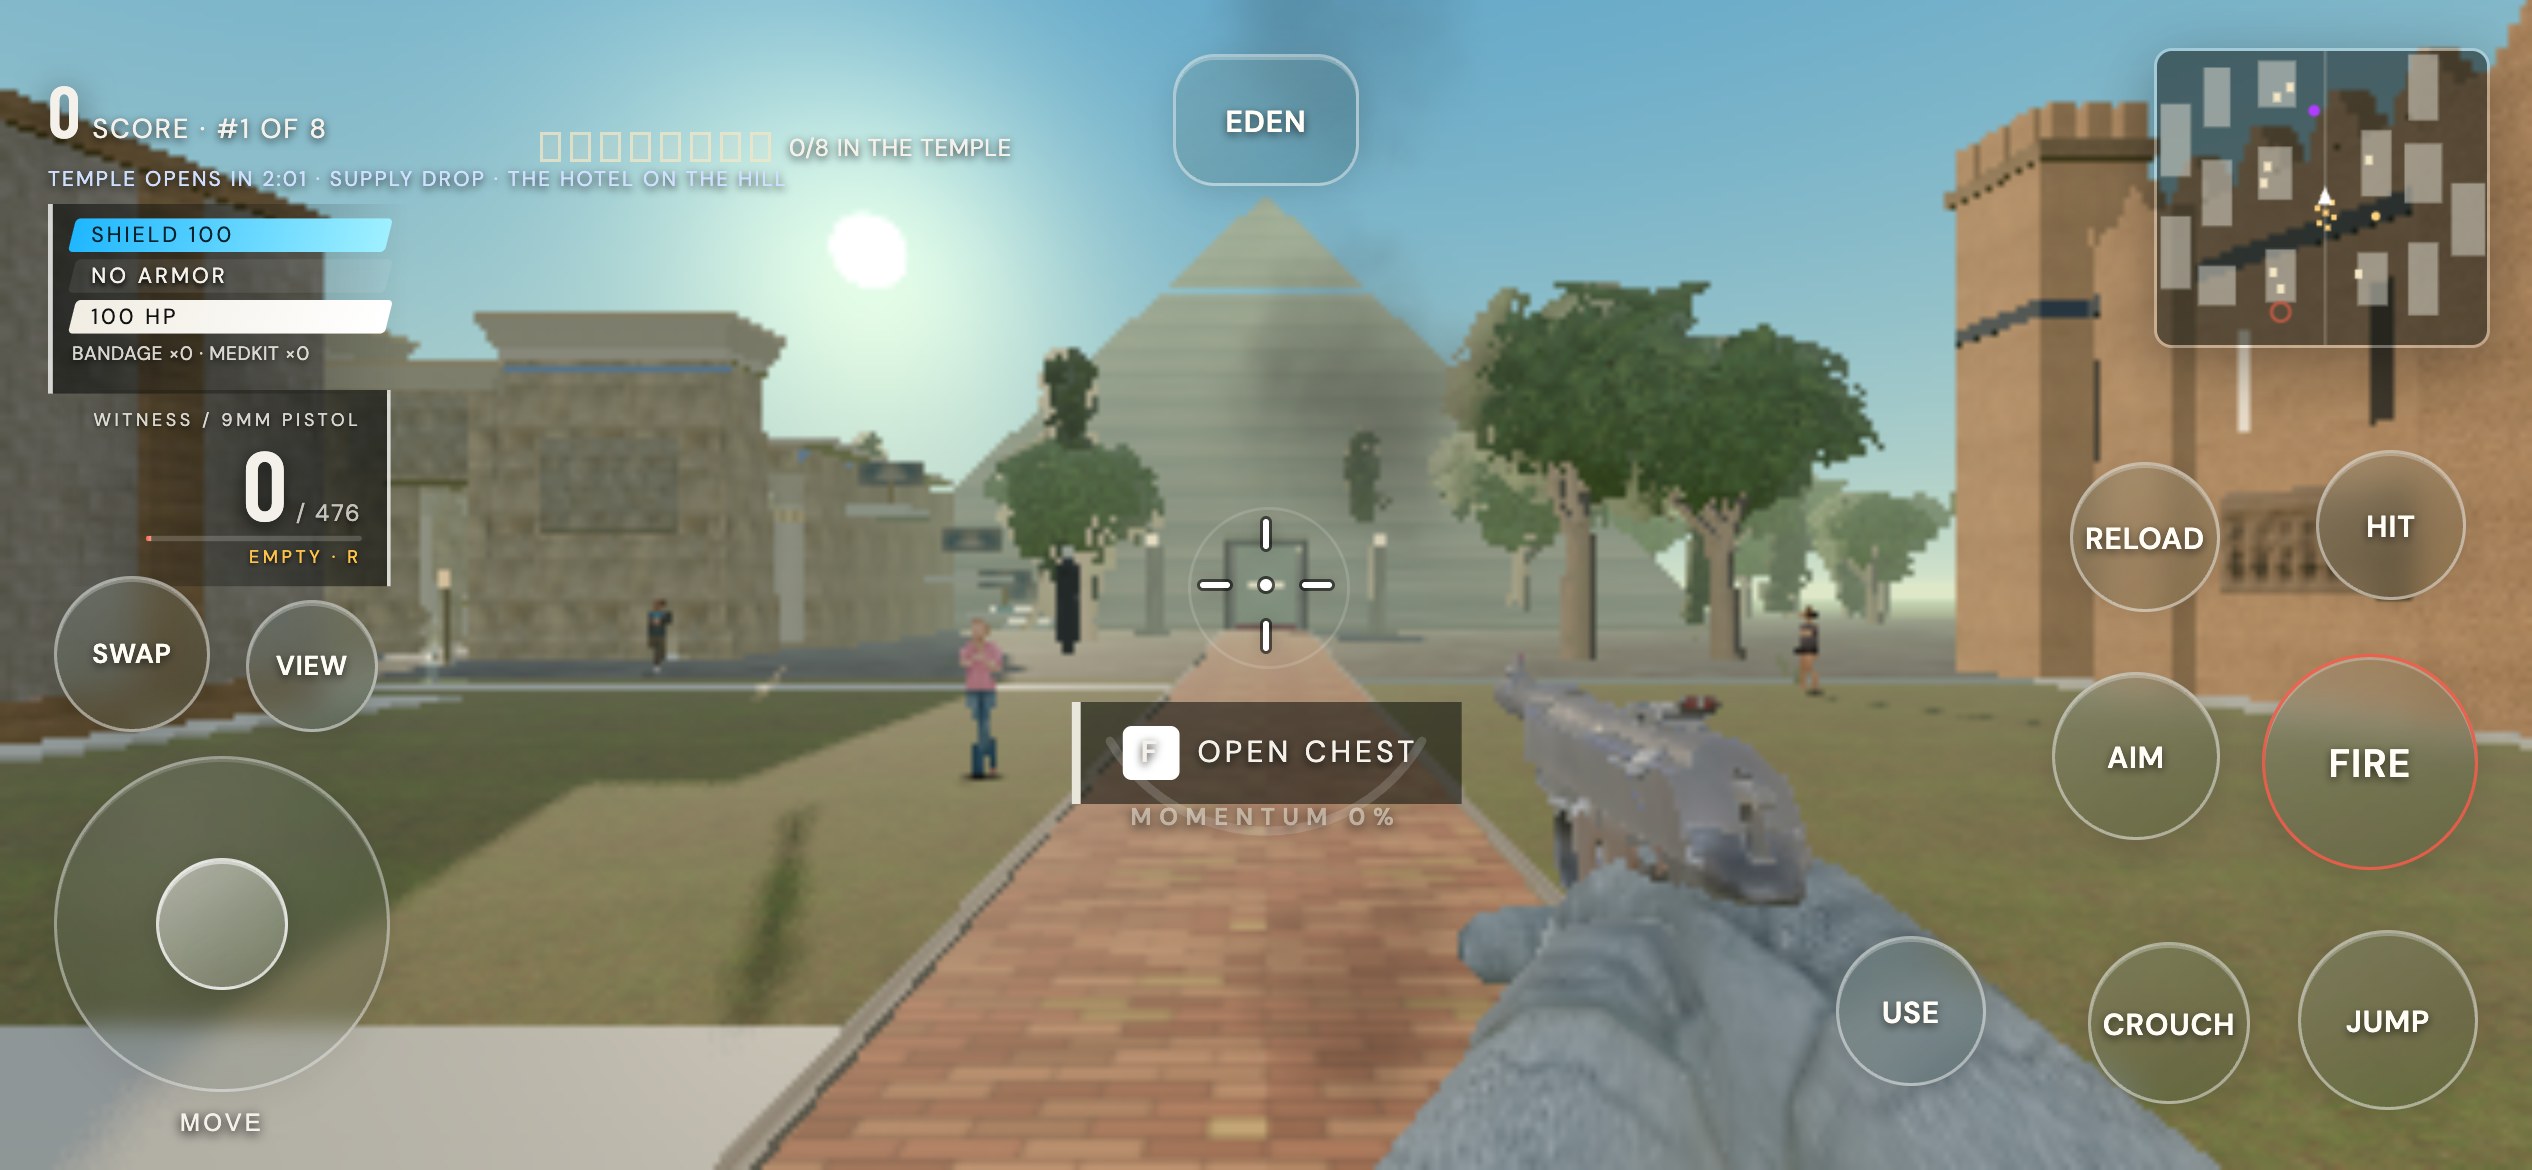 0 SCORE · #1 OF 8
0/8 IN THE TEMPLE
TEMPLE OPENS IN 2:01 · SUPPLY DROP · THE HOTEL ON THE HILL
EDEN
SHIELD 100
NO ARMOR
100 HP
BANDAGE ×0 · MEDKIT ×0
WITNESS / 9MM PISTOL
0 / 476
EMPTY · R
SWAP
VIEW
RELOAD
HIT
F OPEN CHEST
MOMENTUM 0%
AIM
FIRE
USE
CROUCH
JUMP
MOVE